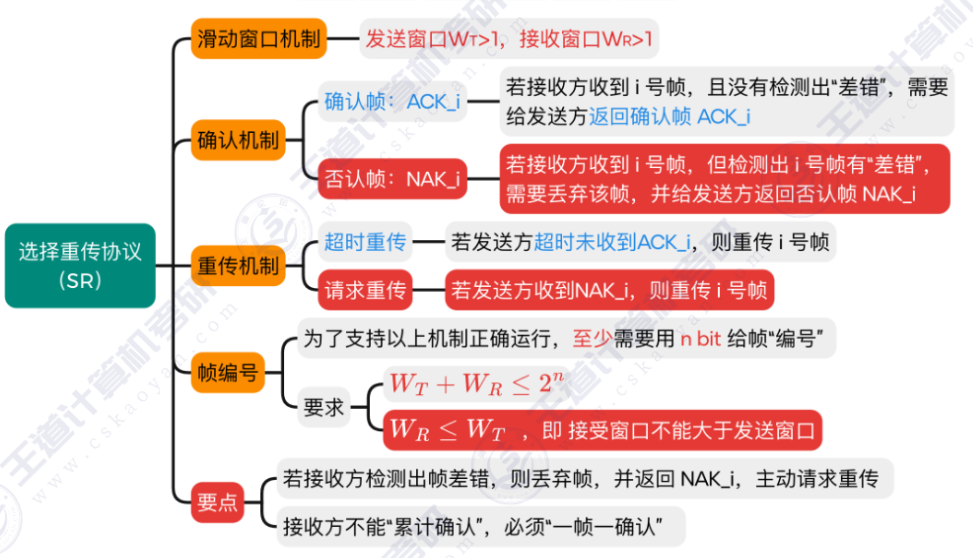 滑动窗口机制
发送窗口WT>1，接收窗口WR>1
确认机制
确认帧：ACK_i
若接收方收到 i 号帧，且没有检测出“差错”，需要
给发送方返回确认帧 ACK_i
否认帧：NAK_i
若接收方收到 i 号帧，但检测出 i 号帧有“差错”，
需要丢弃该帧，并给发送方返回否认帧 NAK_i
选择重传协议
（SR）
重传机制
超时重传
若发送方超时未收到ACK_i，则重传 i 号帧
请求重传
若发送方收到NAK_i，则重传 i 号帧
帧编号
为了支持以上机制正确运行，至少需要用 n bit 给帧“编号”
要求
W_T + W_R ≤ 2^n
W_R ≤ W_T ，即 接受窗口不能大于发送窗口
要点
若接收方检测出帧差错，则丢弃帧，并返回 NAK_i，主动请求重传
接收方不能“累计确认”，必须“一帧一确认”
王道计算机考研
www.cskaoyan.com